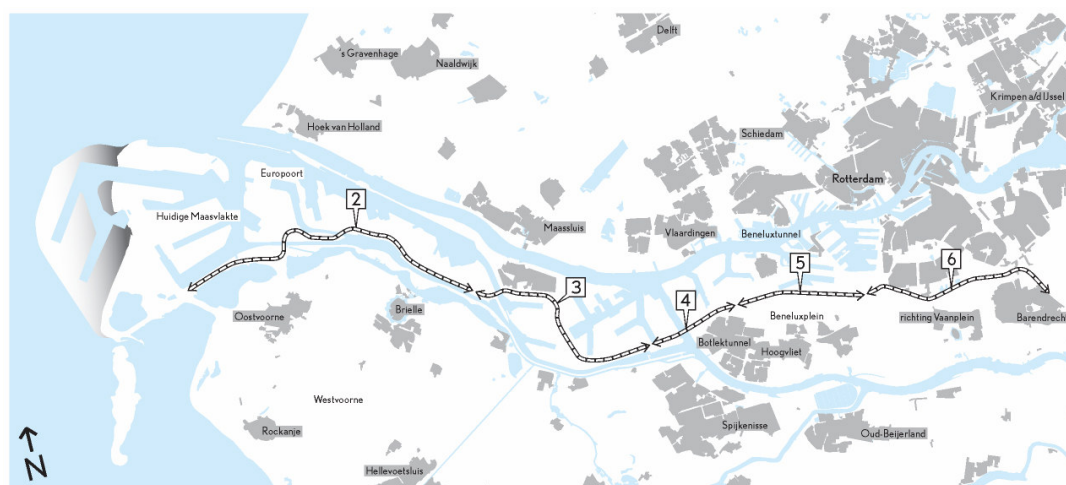 Delft
's Gravenhage
Naaldwijk
Krimpen a/d IJssel
Hoek van Holland
Schiedam
Europoort
Rotterdam
2
Huidige Maasvlakte
Maassluis
Vlaardingen
Beneluxtunnel
5
6
3
4
Brielle
Oostvoorne
Beneluxplein
richting Vaanplein
Barendrecht
Botlektunnel
Hoogvliet
Westvoorne
Rockanje
Spijkenisse
Oud-Beijerland
N
Hellevoetsluis